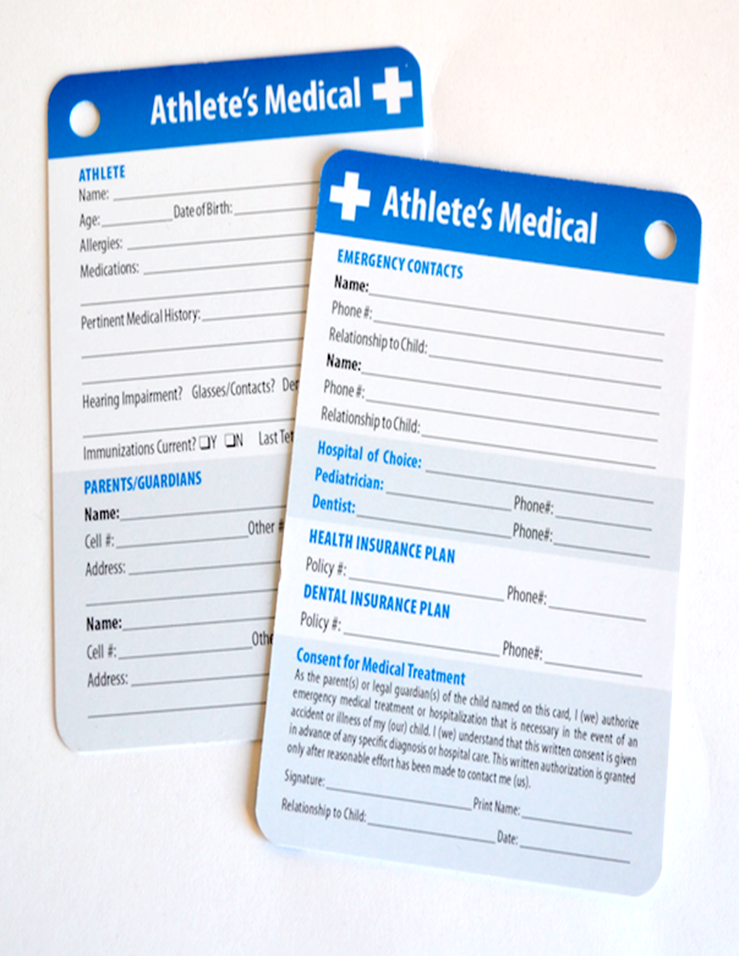 Athlete's Medical
ATHLETE
Name:
Age: Date of Birth:
Allergies:
Medications:
Pertinent Medical History:
Hearing Impairment? Glasses/Contacts?
Immunizations Current? ☐Y ☐N Last
PARENTS/GUARDIANS
Name:
Cell #: Other #
Address:
Name:
Cell #:
Address:
Athlete's Medical
EMERGENCY CONTACTS
Name:
Phone #:
Relationship to Child:
Name:
Phone #:
Relationship to Child:
Hospital of Choice:
Pediatrician: Phone#:
Dentist: Phone#:
HEALTH INSURANCE PLAN
Policy #: Phone#:
DENTAL INSURANCE PLAN
Policy #: Phone#:
Consent for Medical Treatment
As the parent(s) or legal guardian(s) of the child named on this card, I (we) authorize
emergency medical treatment or hospitalization that is necessary in the event of an
accident or illness of my (our) child. I (we) understand that this written consent is given
in advance of any specific diagnosis or hospital care. This written authorization is granted
only after reasonable effort has been made to contact me (us).
Signature: Print Name:
Relationship to Child: Date: